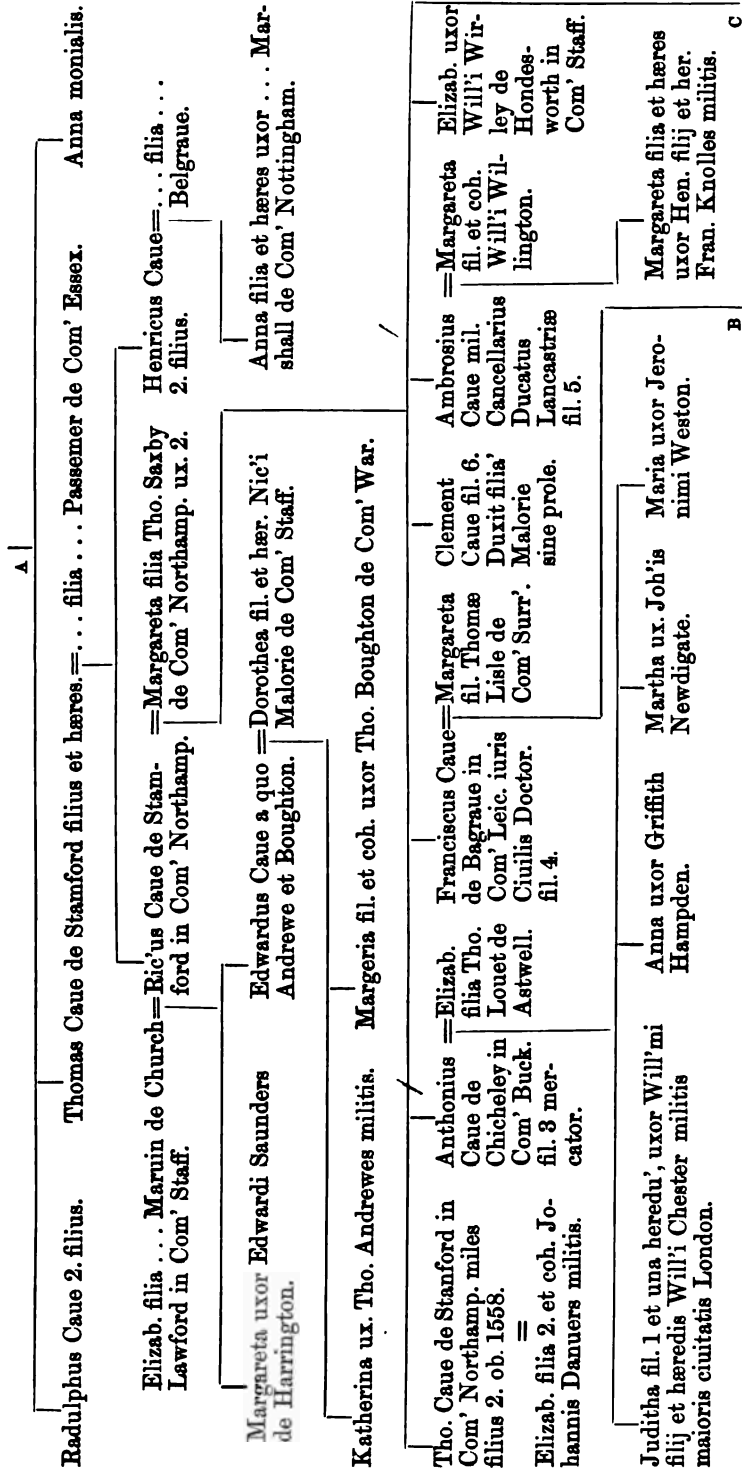 A
Radulphus Caue 2. filius.
Thomas Caue de Stamford filius et hæres.=... filia .... Passemer de Com' Essex.
Anna monialis.
Elizab. filia ... Maruin de Church
Lawford in Com' Staff.
=Ric'us Caue de Stam-
ford in Com' Northamp.
=Margareta filia Tho. Saxby
de Com' Northamp. ux. 2.
Henricus Caue=... filia ...
2. filius.
Belgraue.
Margareta uxor Edwardi Saunders
de Harrington.
Edwardus Caue a quo
Andrewe et Boughton.
=Dorothea fil. et hær. Nic'i
Malorie de Com' Staff.
Anna filia et hæres uxor ... Mar-
shall de Com' Nottingham.
Katherina ux. Tho. Andrewes militis.
Margeria fil. et coh. uxor Tho. Boughton de Com' War.
Tho. Caue de Stanford in
Com' Northamp. miles
filius 2. ob. 1558.
=
Elizab. filia 2. et coh. Jo-
hannis Danuers militis.
Anthonius
Caue de
Chicheley in
Com' Buck.
fil. 3 mer-
cator.
=Elizab.
filia Tho.
Louet de
Astwell.
Franciscus Caue
de Bagraue in
Com' Leic. iuris
Ciuilis Doctor.
fil. 4.
=Margareta
fil. Thomæ
Lisle de
Com' Surr'.
Clement
Caue fil. 6.
Duxit filia'
Malorie
sine prole.
Ambrosius
Caue mil.
Cancellarius
Ducatus
Lancastriæ
fil. 5.
=Margareta
fil. et coh.
Will'i Wil-
lington.
Elizab. uxor
Will'i Wir-
ley de
Hondes-
worth in
Com' Staff.
Juditha fil. 1 et una heredu', uxor Will'mi
filij et hæredis Will'i Chester militis
maioris ciuitatis London.
Anna uxor Griffith
Hampden.
Martha ux. Joh'is
Newdigate.
Maria uxor Jero-
nimi Weston.
Margareta filia et hæres
uxor Hen. filij et her.
Fran. Knolles militis.
B
C